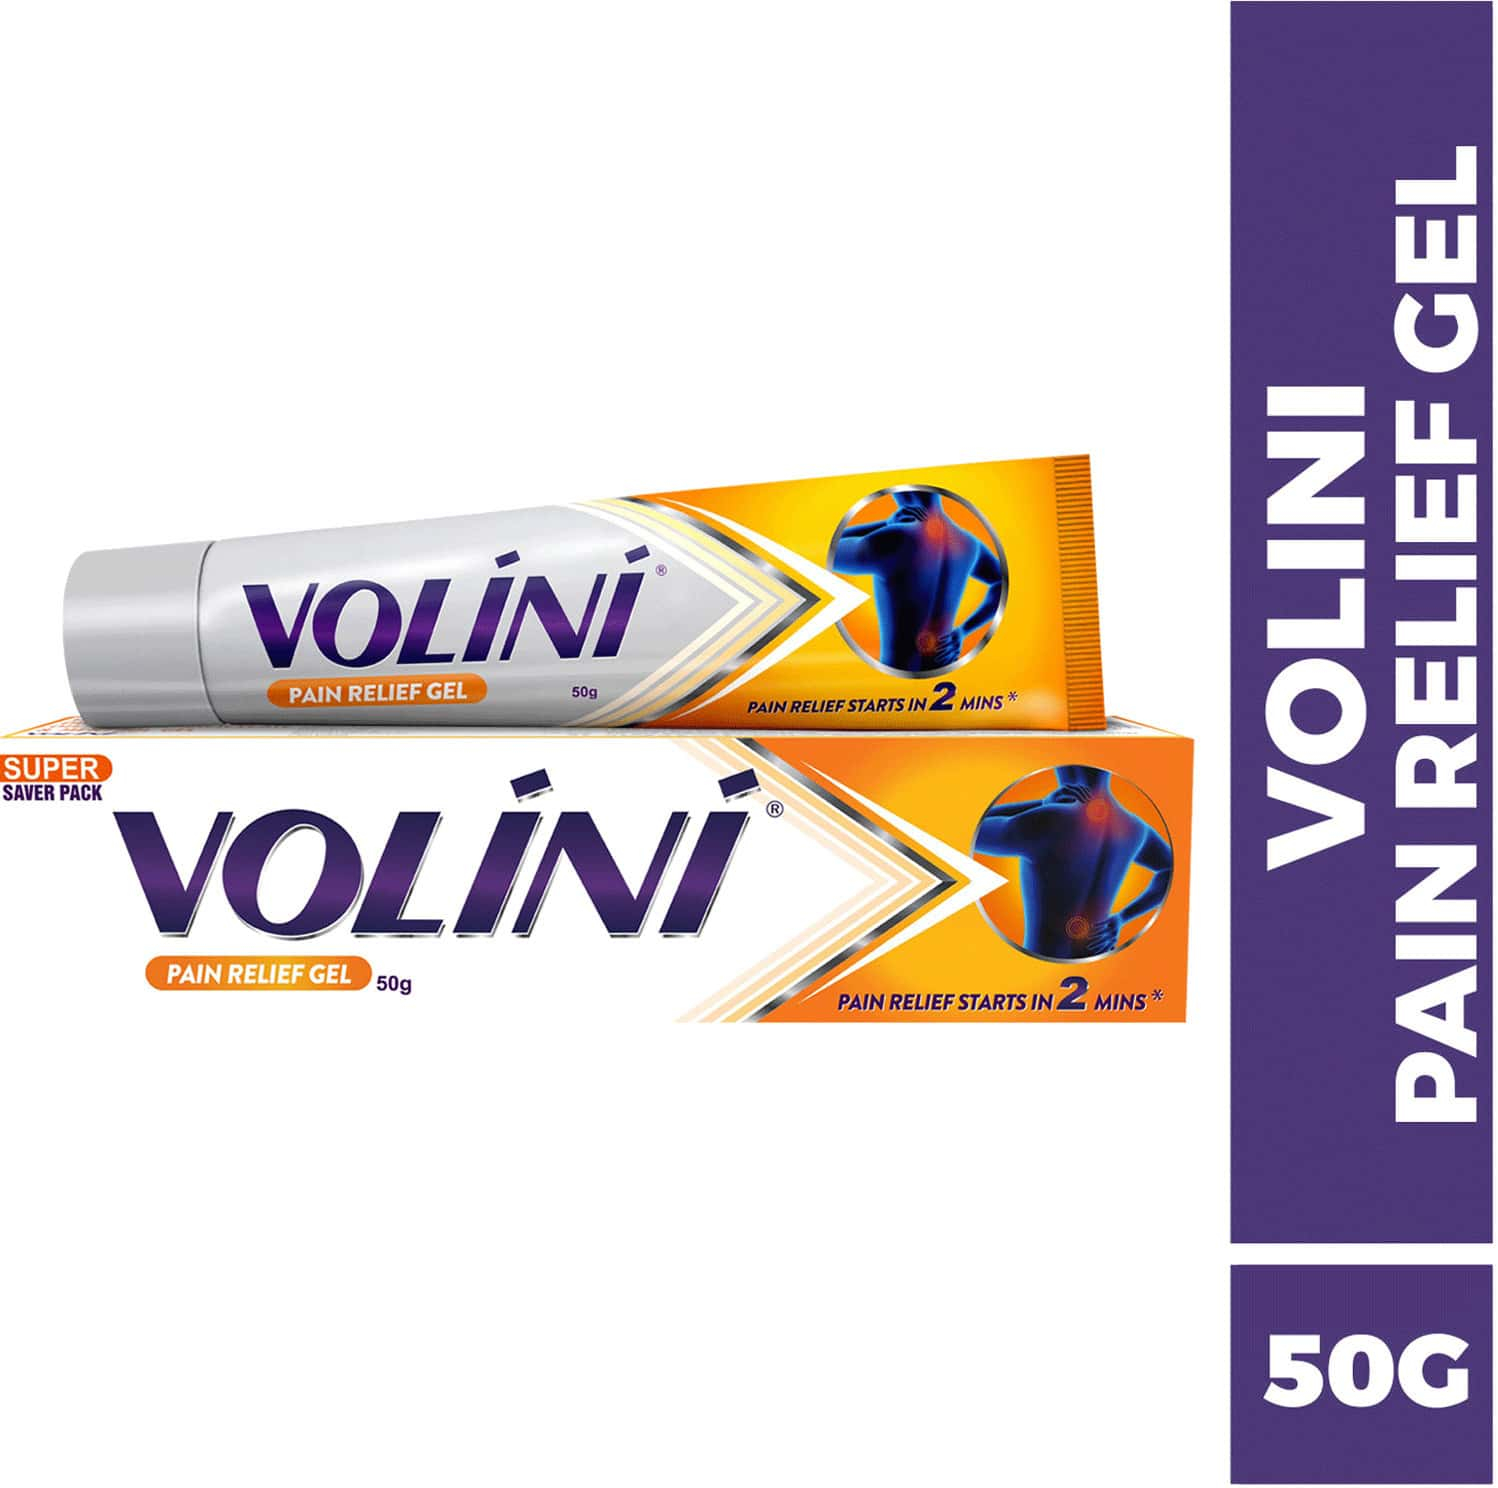 VOLINI®
PAIN RELIEF GEL
50g
PAIN RELIEF STARTS IN 2 MINS*
SUPER
SAVER PACK
VOLINI®
PAIN RELIEF GEL 50g
PAIN RELIEF STARTS IN 2 MINS*
VOLINI
PAIN RELIEF GEL
50G